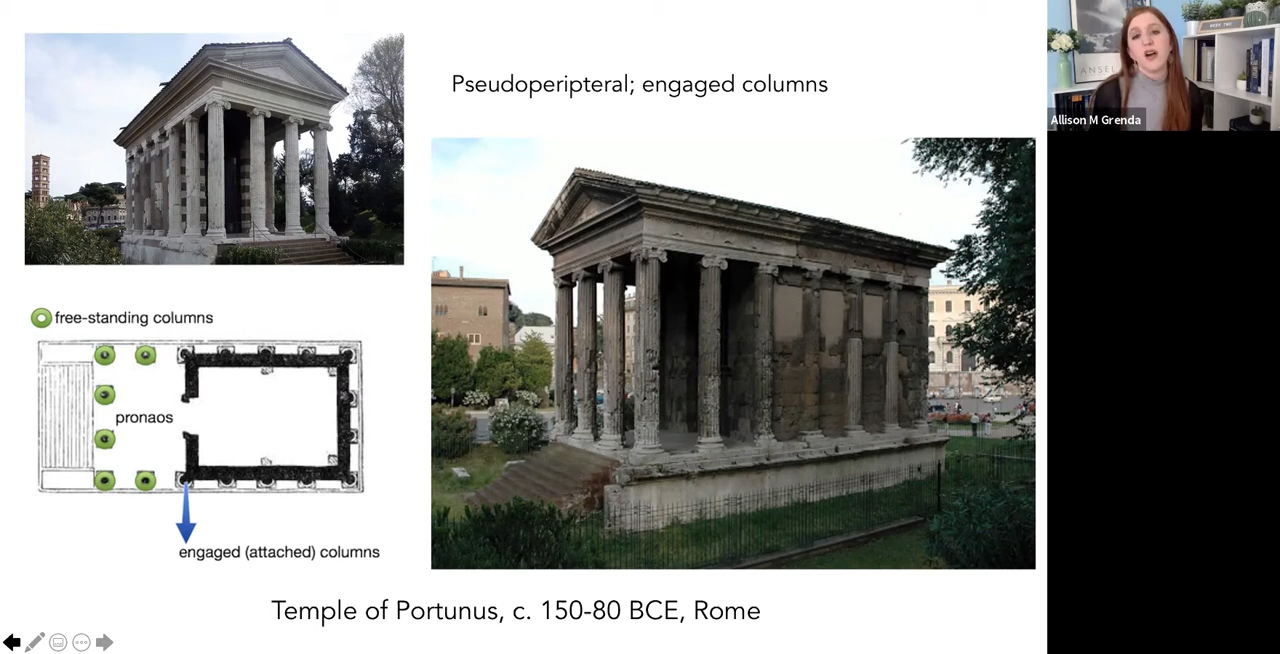 Pseudoperipteral; engaged columns
free-standing columns
pronaos
engaged (attached) columns
Temple of Portunus, c. 150-80 BCE, Rome
ANSEL
Allison M Grenda